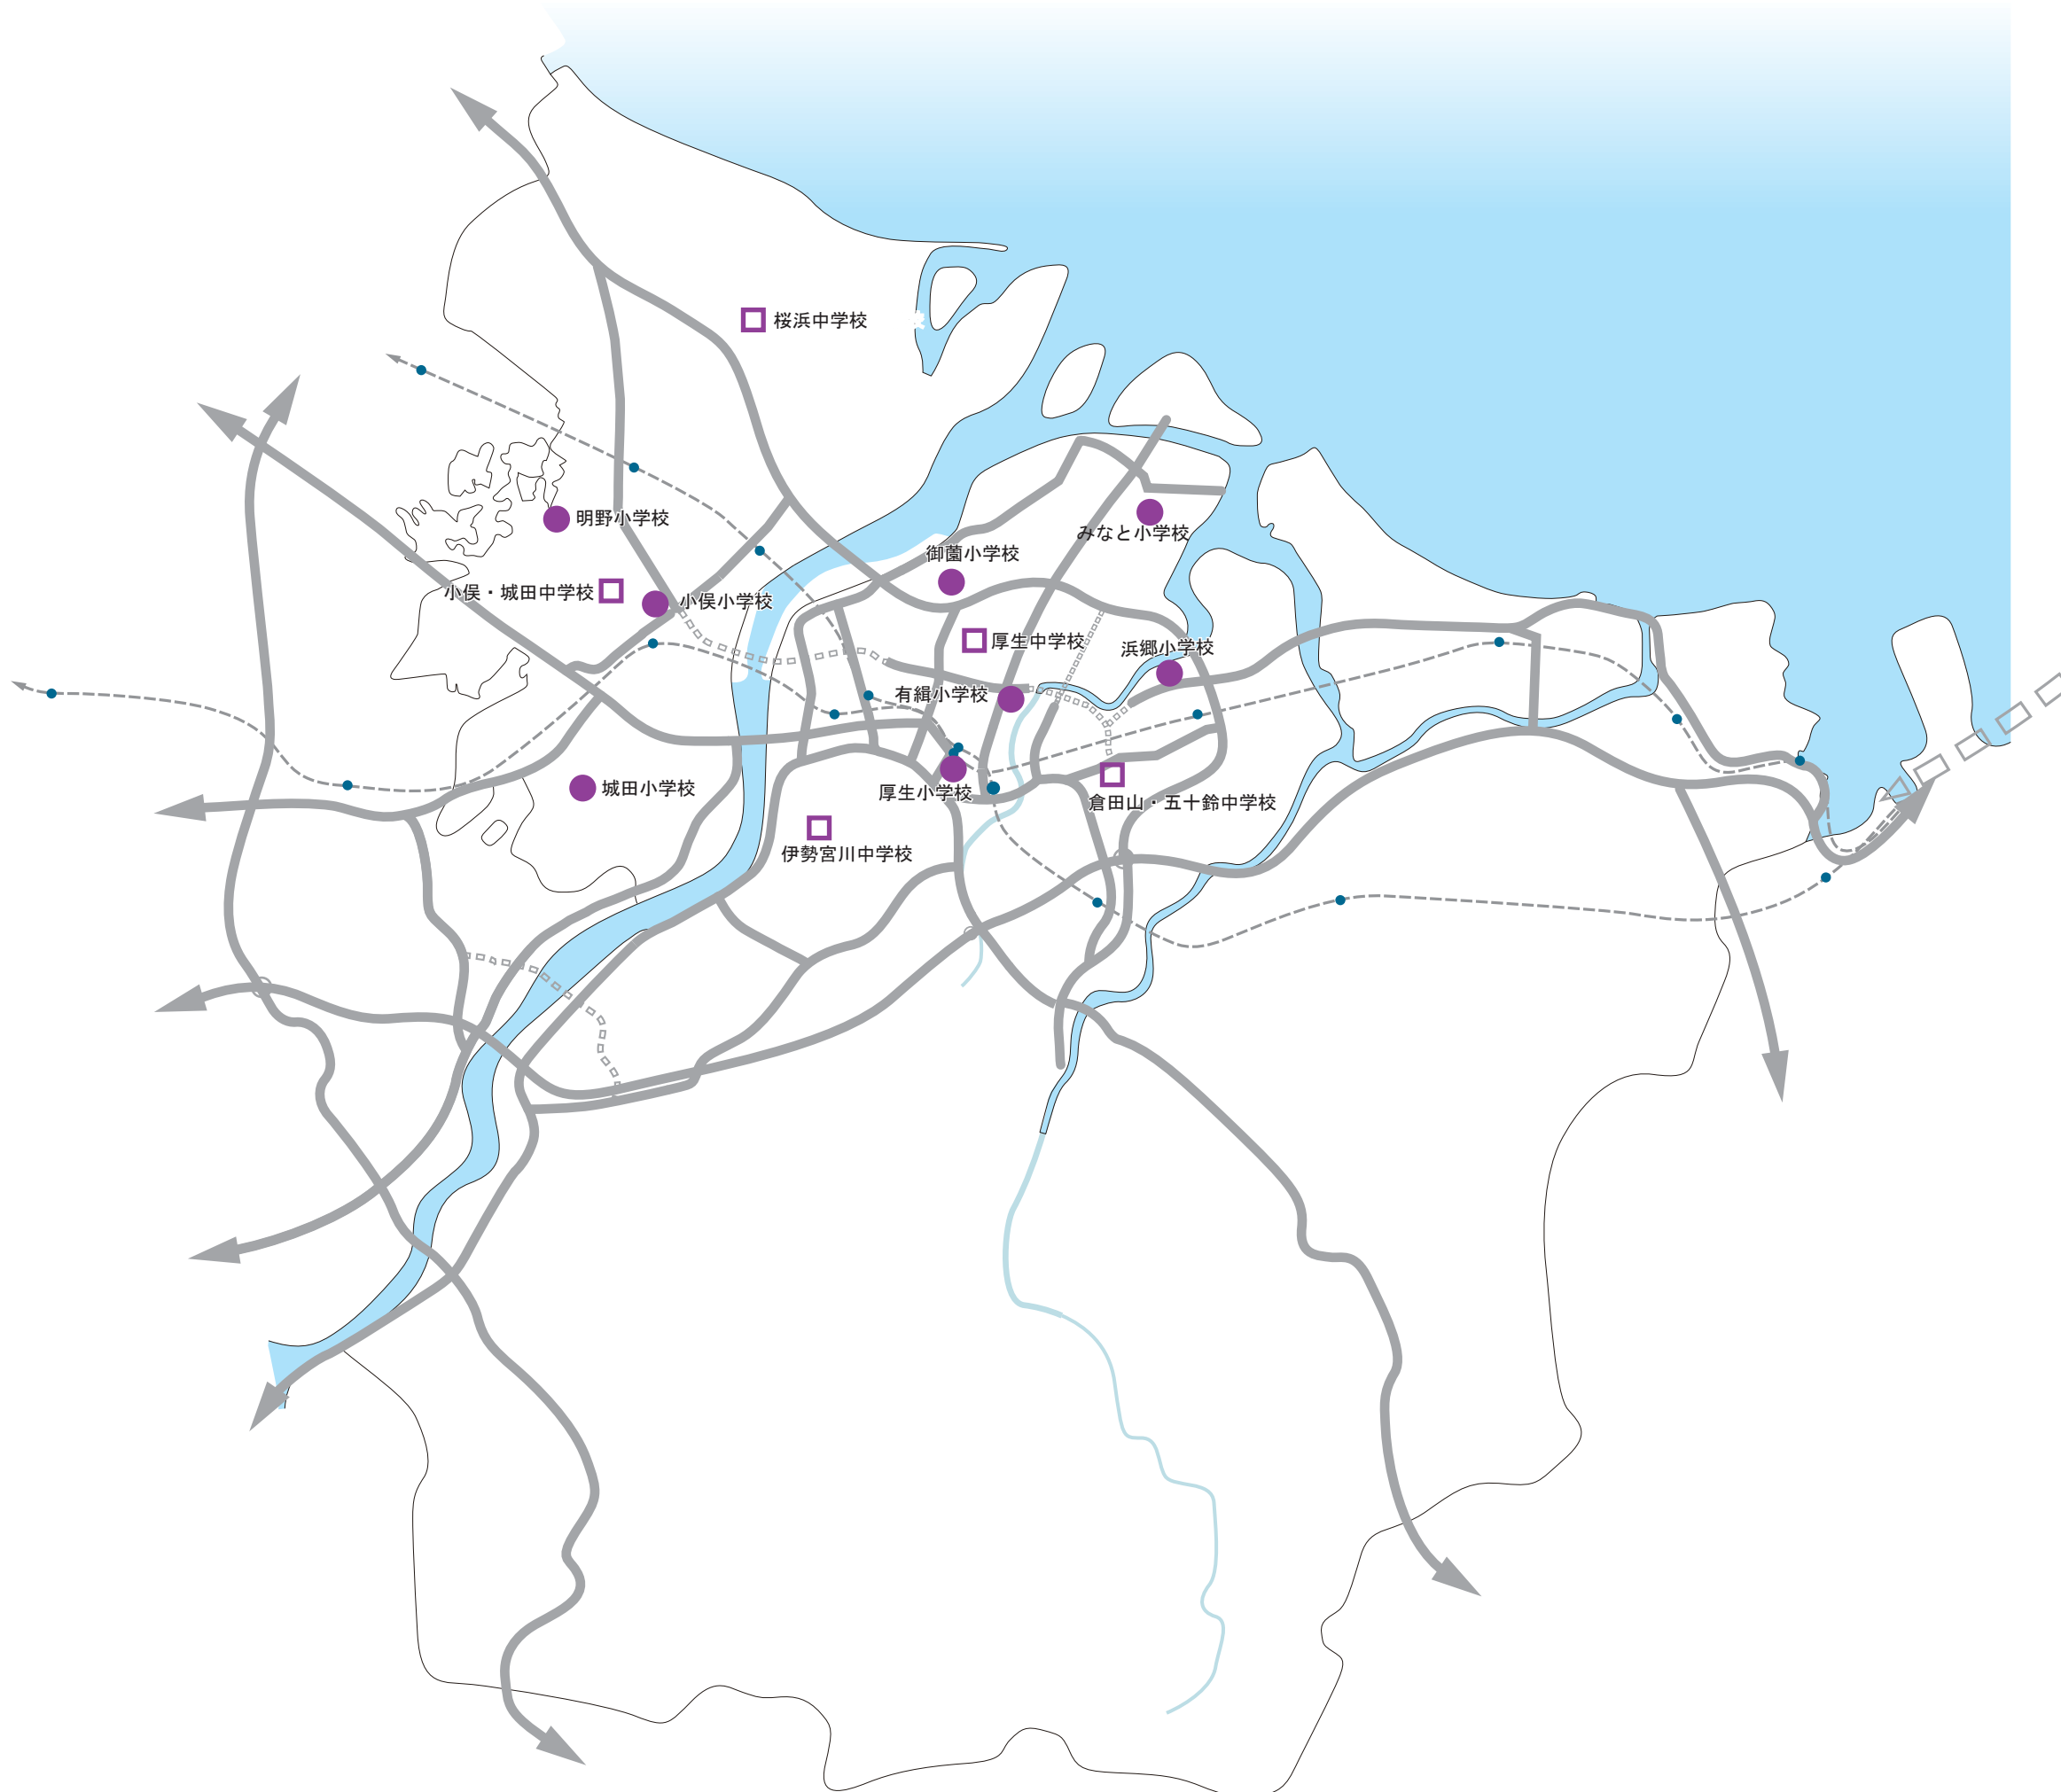 桜浜中学校
明野小学校
みなと小学校
御薗小学校
小俣・城田中学校
小俣小学校
厚生中学校
浜郷小学校
有緝小学校
城田小学校
厚生小学校
倉田山・五十鈴中学校
伊勢宮川中学校